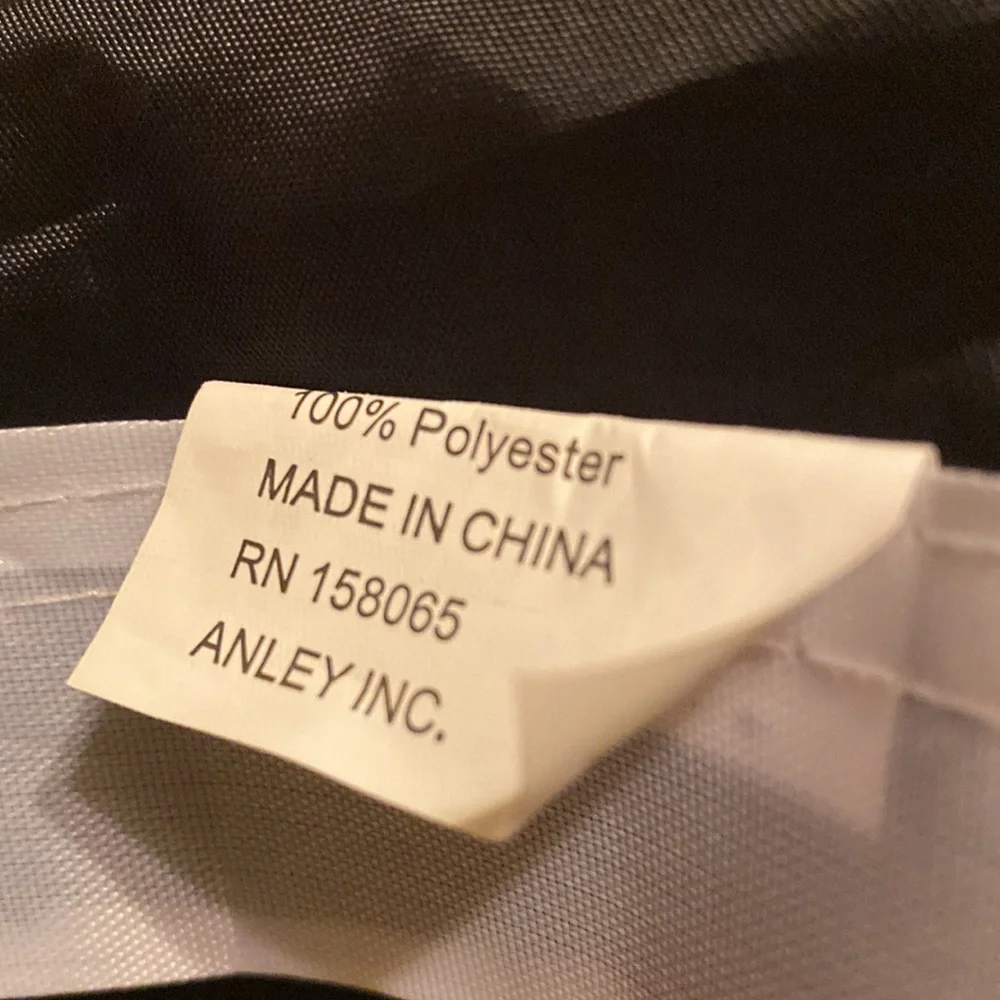 100% Polyester
MADE IN CHINA
RN 158065
ANLEY INC.